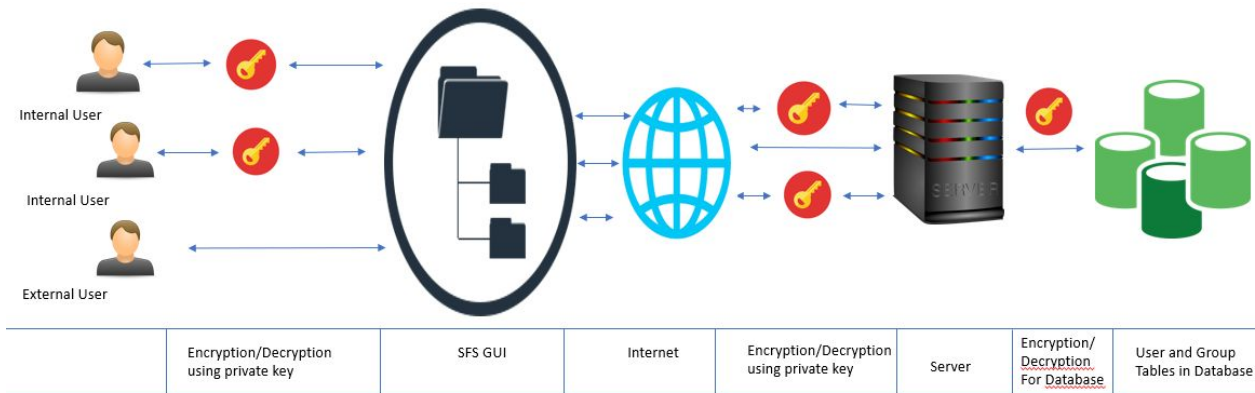 Internal User
Internal User
External User
SERVER
Encryption/Decryption
using private key
SFS GUI
Internet
Encryption/Decryption
using private key
Server
Encryption/
Decryption
For Database
User and Group
Tables in Database